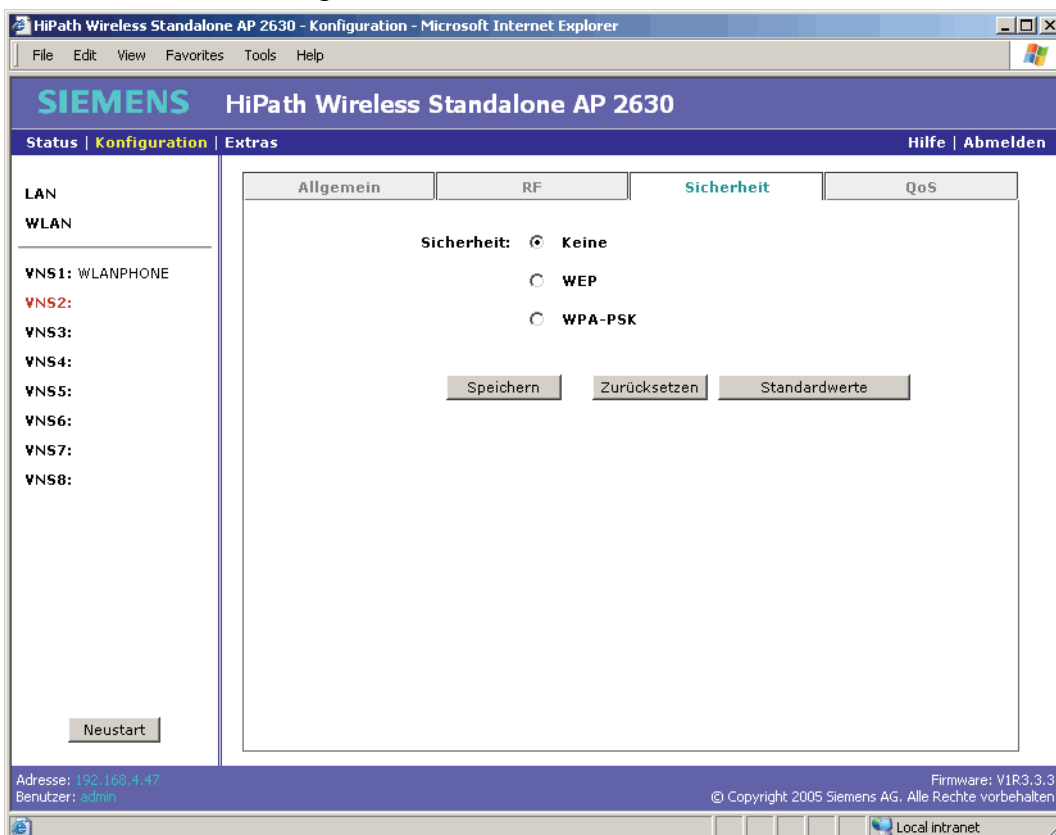 HiPath Wireless Standalone AP 2630 - Konfiguration - Microsoft Internet Explorer
File Edit View Favorites Tools Help
SIEMENS HiPath Wireless Standalone AP 2630
Status | Konfiguration | Extras Hilfe | Abmelden
Allgemein RF Sicherheit QoS
LAN
WLAN
VNS1: WLANPHONE
VNS2:
VNS3:
VNS4:
VNS5:
VNS6:
VNS7:
VNS8:
Sicherheit: Keine
WEP
WPA-PSK
Speichern Zurücksetzen Standardwerte
Neustart
Adresse: 192.168.4.47 Firmware: V1R3.3.3
Benutzer: admin © Copyright 2005 Siemens AG. Alle Rechte vorbehalten
Local intranet